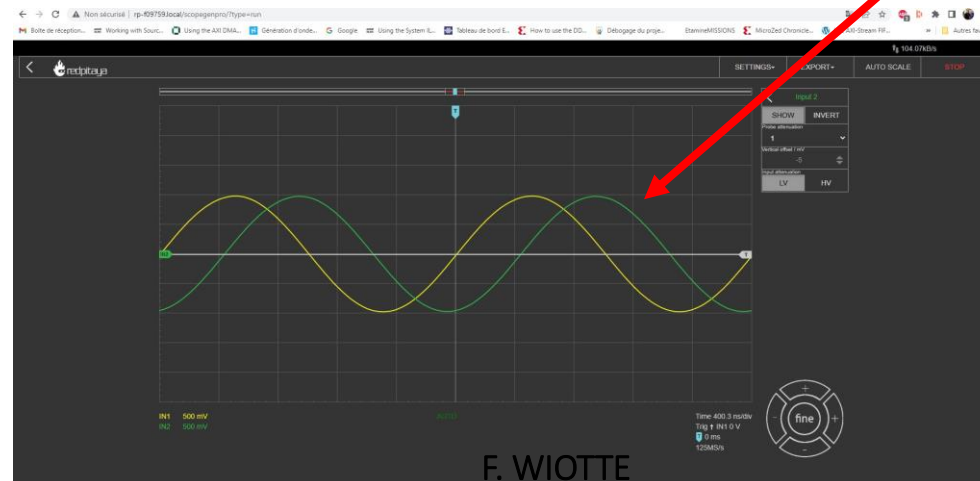 Non sécurisé | rp-f09759.local/scopegenpro/?type=run
Boîte de réception... Working with Sourc... Using the AXI DMA... Génération d'onde... Google Using the System IL... Tableau de bord E... How to use the DD... Débogage du proje... EtamineMISSIONS MicroZed Chronicle... AXI-Stream FIF... » Autres fav
104.07kB/s
redpitaya SETTINGS EXPORT AUTO SCALE STOP
Input 2
SHOW INVERT
Probe attenuation
1
Vertical offset / mV
-5
Input attenuation
LV HV
T
IN2 1
IN1 500 mV
IN2 500 mV
AUTO
Time 400.3 ns/div
Trig IN1 0 V
T 0 ms
125MS/s
+
- fine +
-
F. WIOTTE